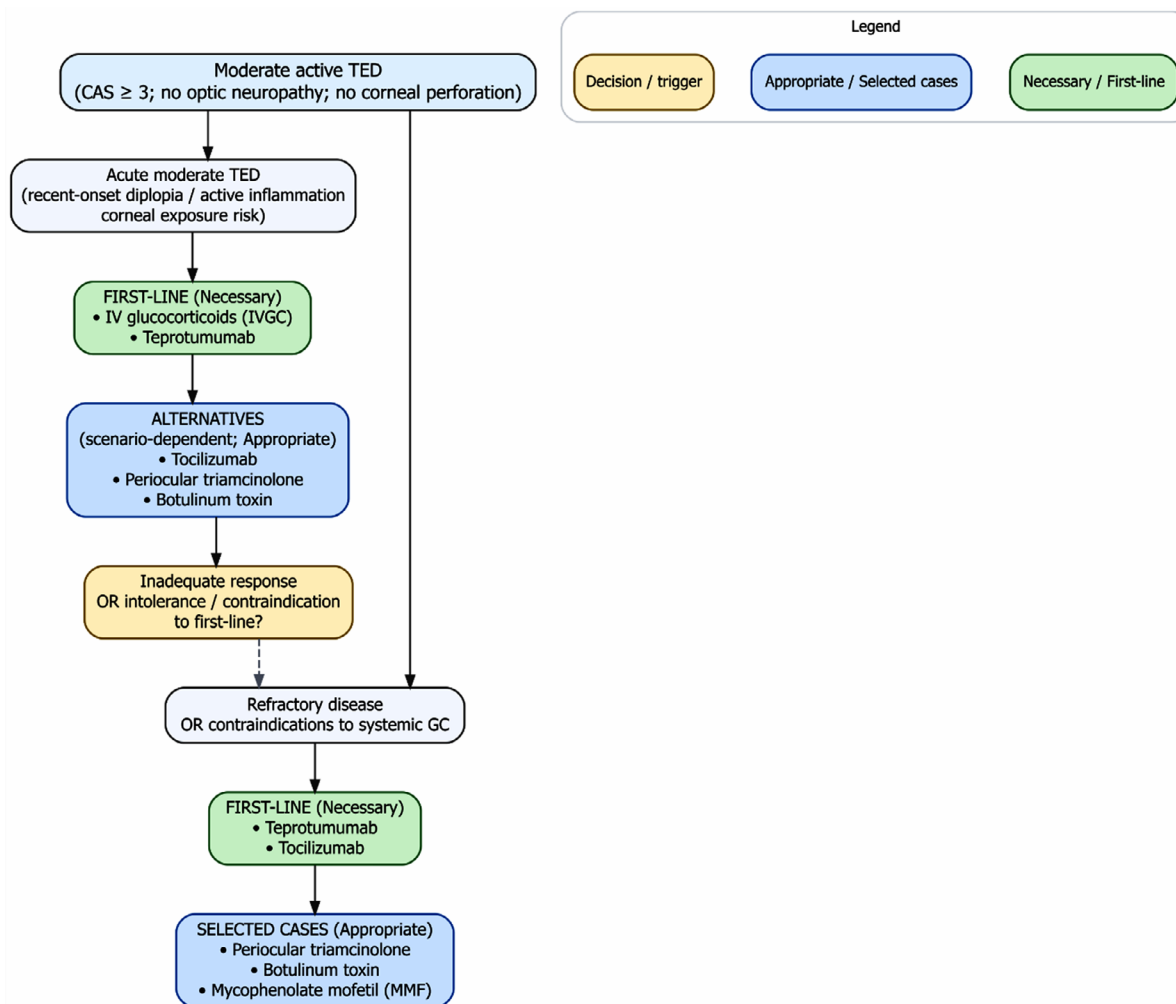 Legend
Decision / trigger
Appropriate / Selected cases
Necessary / First-line
Moderate active TED
(CAS ≥ 3; no optic neuropathy; no corneal perforation)
Acute moderate TED
(recent-onset diplopia / active inflammation
corneal exposure risk)
FIRST-LINE (Necessary)
• IV glucocorticoids (IVGC)
• Teprotumumab
ALTERNATIVES
(scenario-dependent; Appropriate)
• Tocilizumab
• Periocular triamcinolone
• Botulinum toxin
Inadequate response
OR intolerance / contraindication
to first-line?
Refractory disease
OR contraindications to systemic GC
FIRST-LINE (Necessary)
• Teprotumumab
• Tocilizumab
SELECTED CASES (Appropriate)
• Periocular triamcinolone
• Botulinum toxin
• Mycophenolate mofetil (MMF)